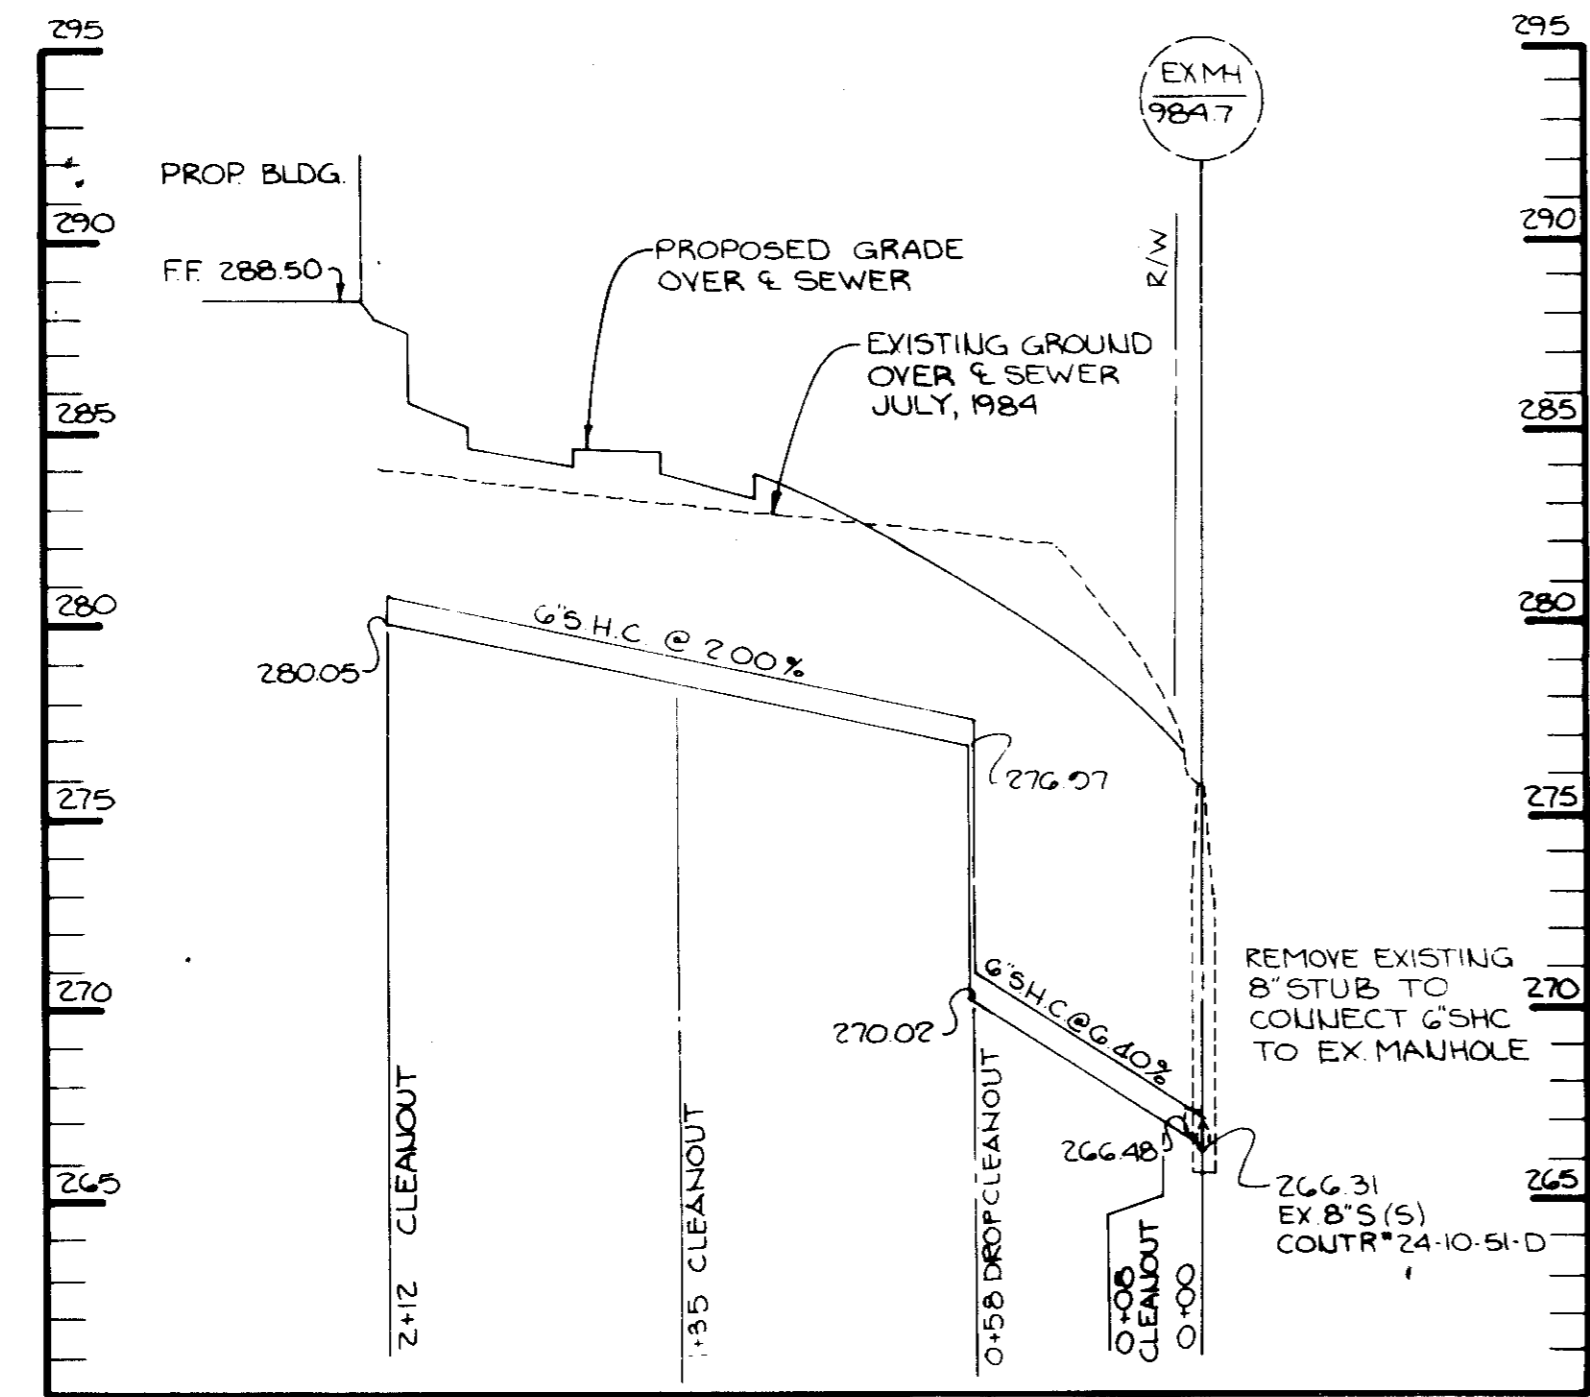 295
295
EX MH
984.7
PROP. BLDG.
290
290
R/W
PROPOSED GRADE
OVER ℄ SEWER
F.F. 288.50
EXISTING GROUND
OVER ℄ SEWER
JULY, 1984
285
285
280
280
6" S.H.C. @ 2.00%
280.05
276.97
275
275
REMOVE EXISTING
8" STUB TO
CONNECT 6" SHC
TO EX. MANHOLE
270
270
6" S.H.C. @ 6.40%
270.02
266.48
265
265
266.31
EX. 8" S (S)
CONTR # 24-10-51-D
2+12 CLEANOUT
1+35 CLEANOUT
0+58 DROP CLEANOUT
0+08
CLEANOUT
0+00